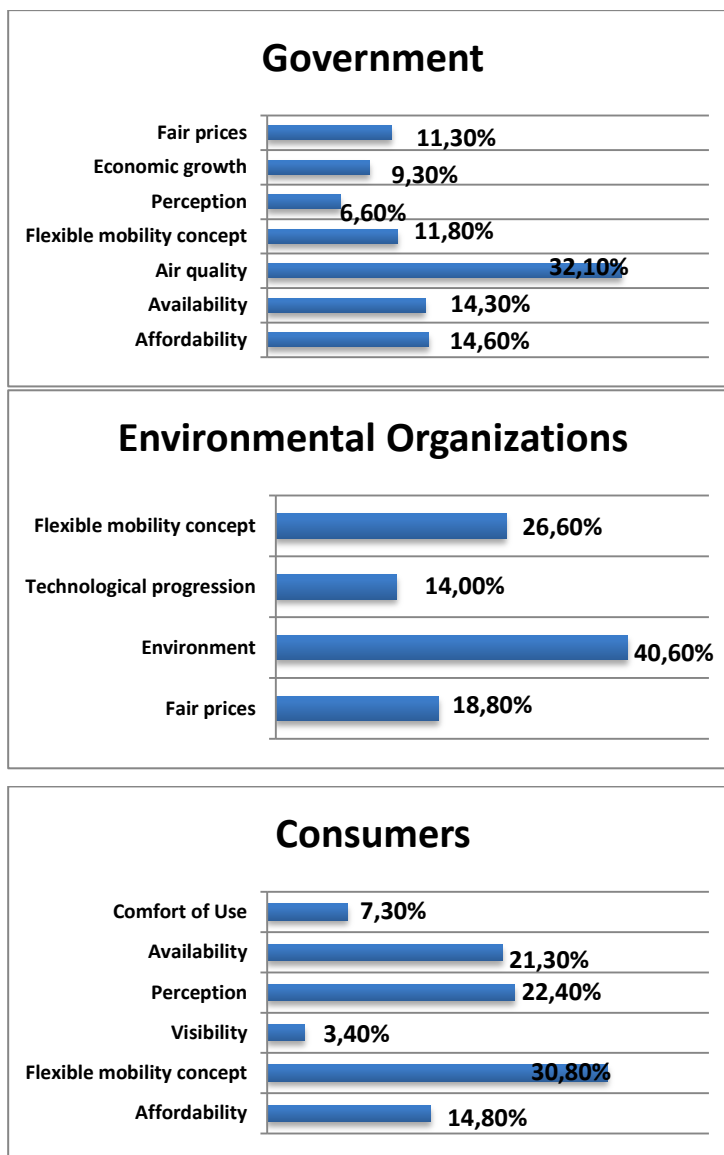 Government
Fair prices 11,30%
Economic growth 9,30%
Perception 6,60%
Flexible mobility concept 11,80%
Air quality 32,10%
Availability 14,30%
Affordability 14,60%
Environmental Organizations
Flexible mobility concept 26,60%
Technological progression 14,00%
Environment 40,60%
Fair prices 18,80%
Consumers
Comfort of Use 7,30%
Availability 21,30%
Perception 22,40%
Visibility 3,40%
Flexible mobility concept 30,80%
Affordability 14,80%